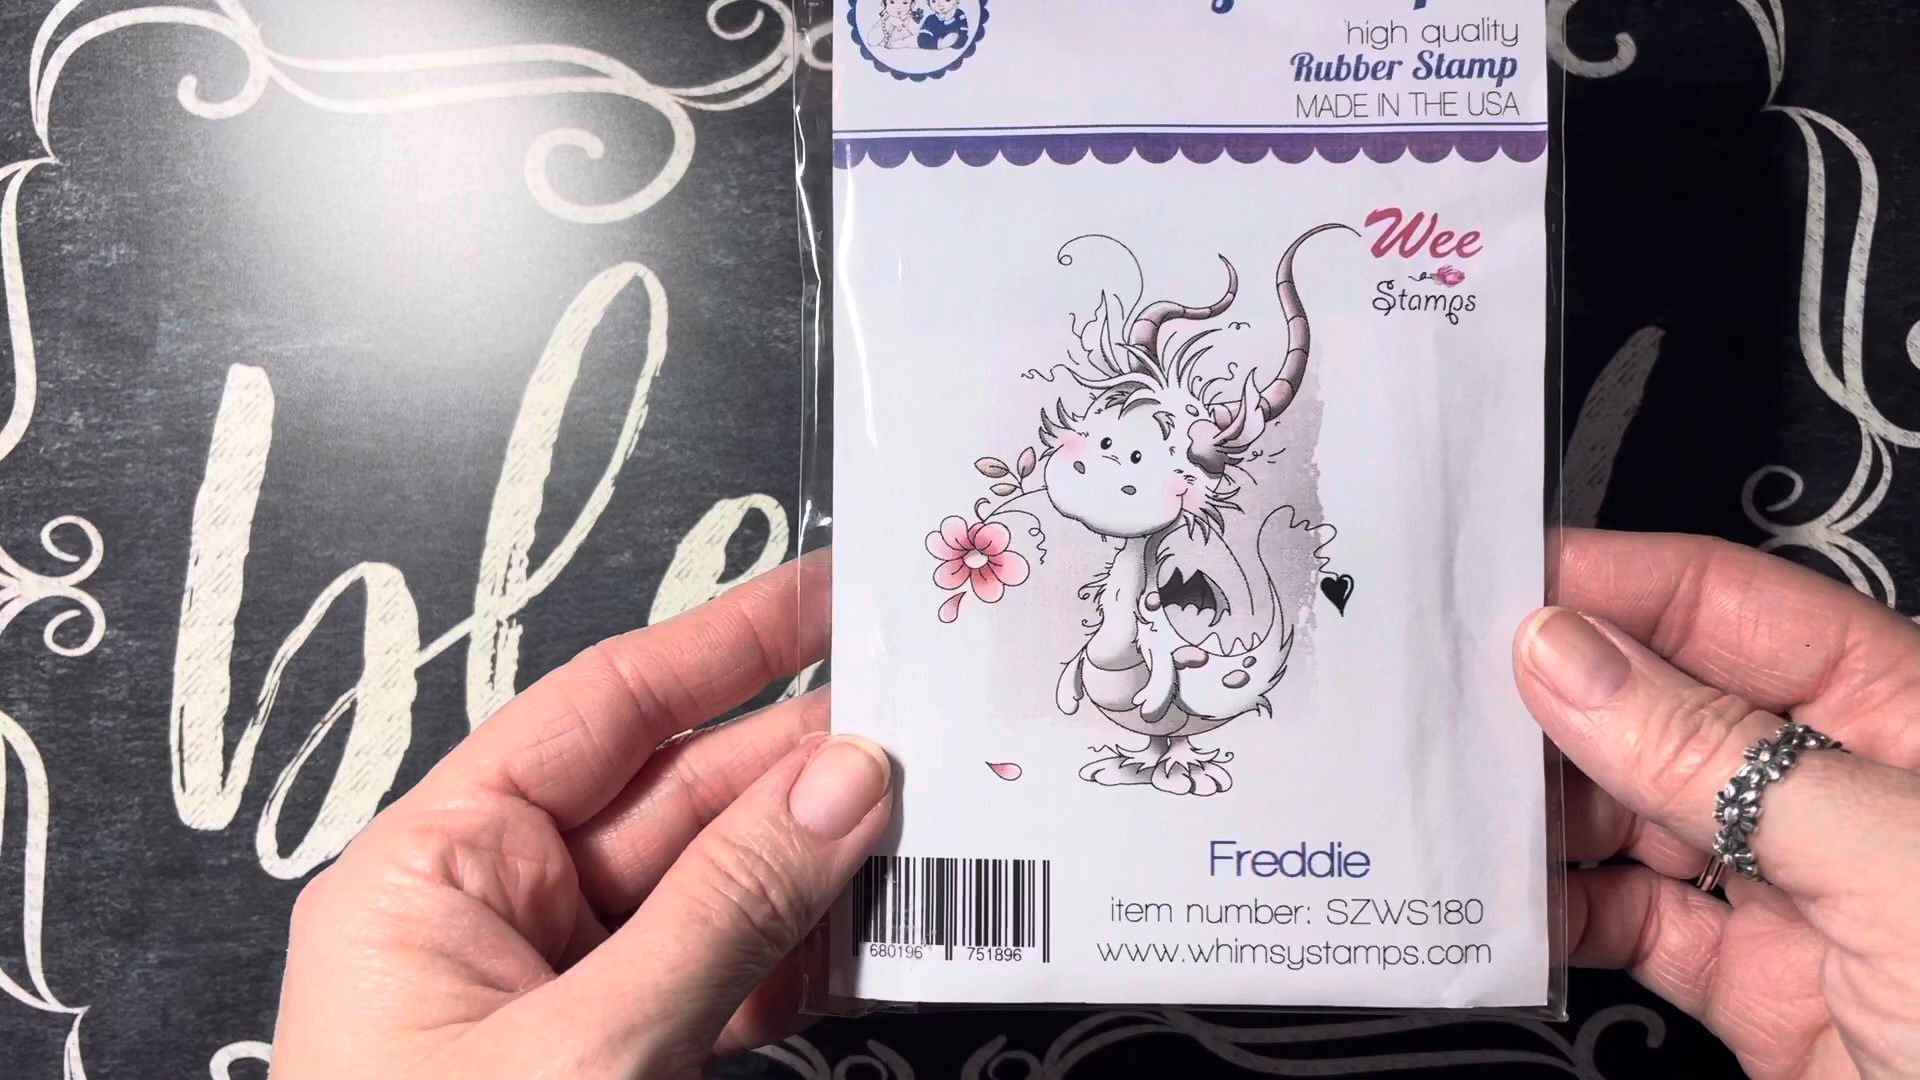 high quality
Rubber Stamp
MADE IN THE USA
Wee
Stamps
Freddie
item number: SZWS180
www.whimsystamps.com
680196 751896